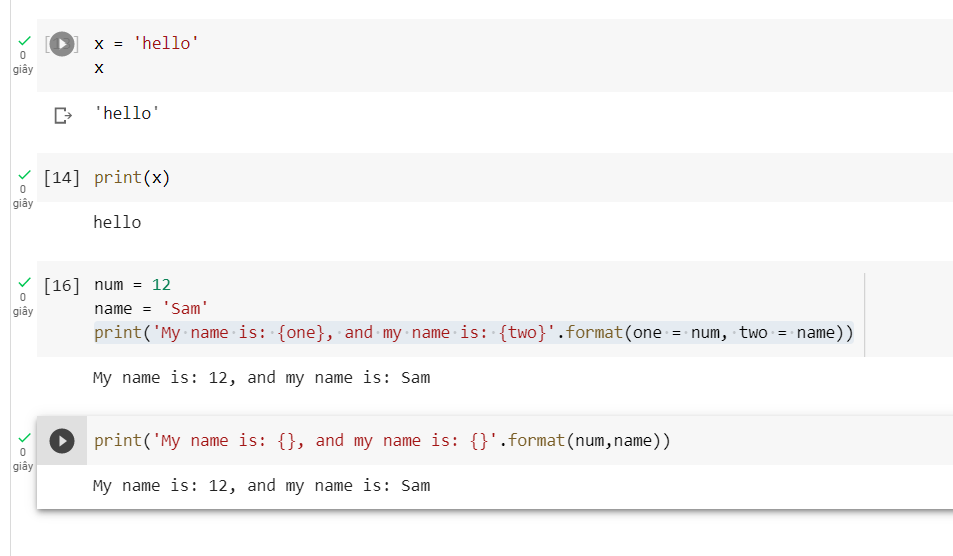 0
giây
x = 'hello'
x
'hello'
0
giây
[14] print(x)
hello
0
giây
[16] num = 12
name = 'Sam'
print('My name is: {one}, and my name is: {two}'.format(one = num, two = name))
My name is: 12, and my name is: Sam
0
giây
print('My name is: {}, and my name is: {}'.format(num,name))
My name is: 12, and my name is: Sam